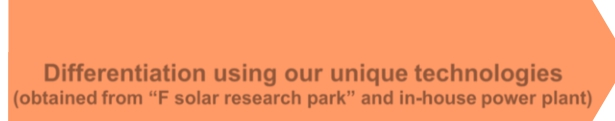 Differentiation using our unique technologies
(obtained from “F solar research park” and in-house power plant)